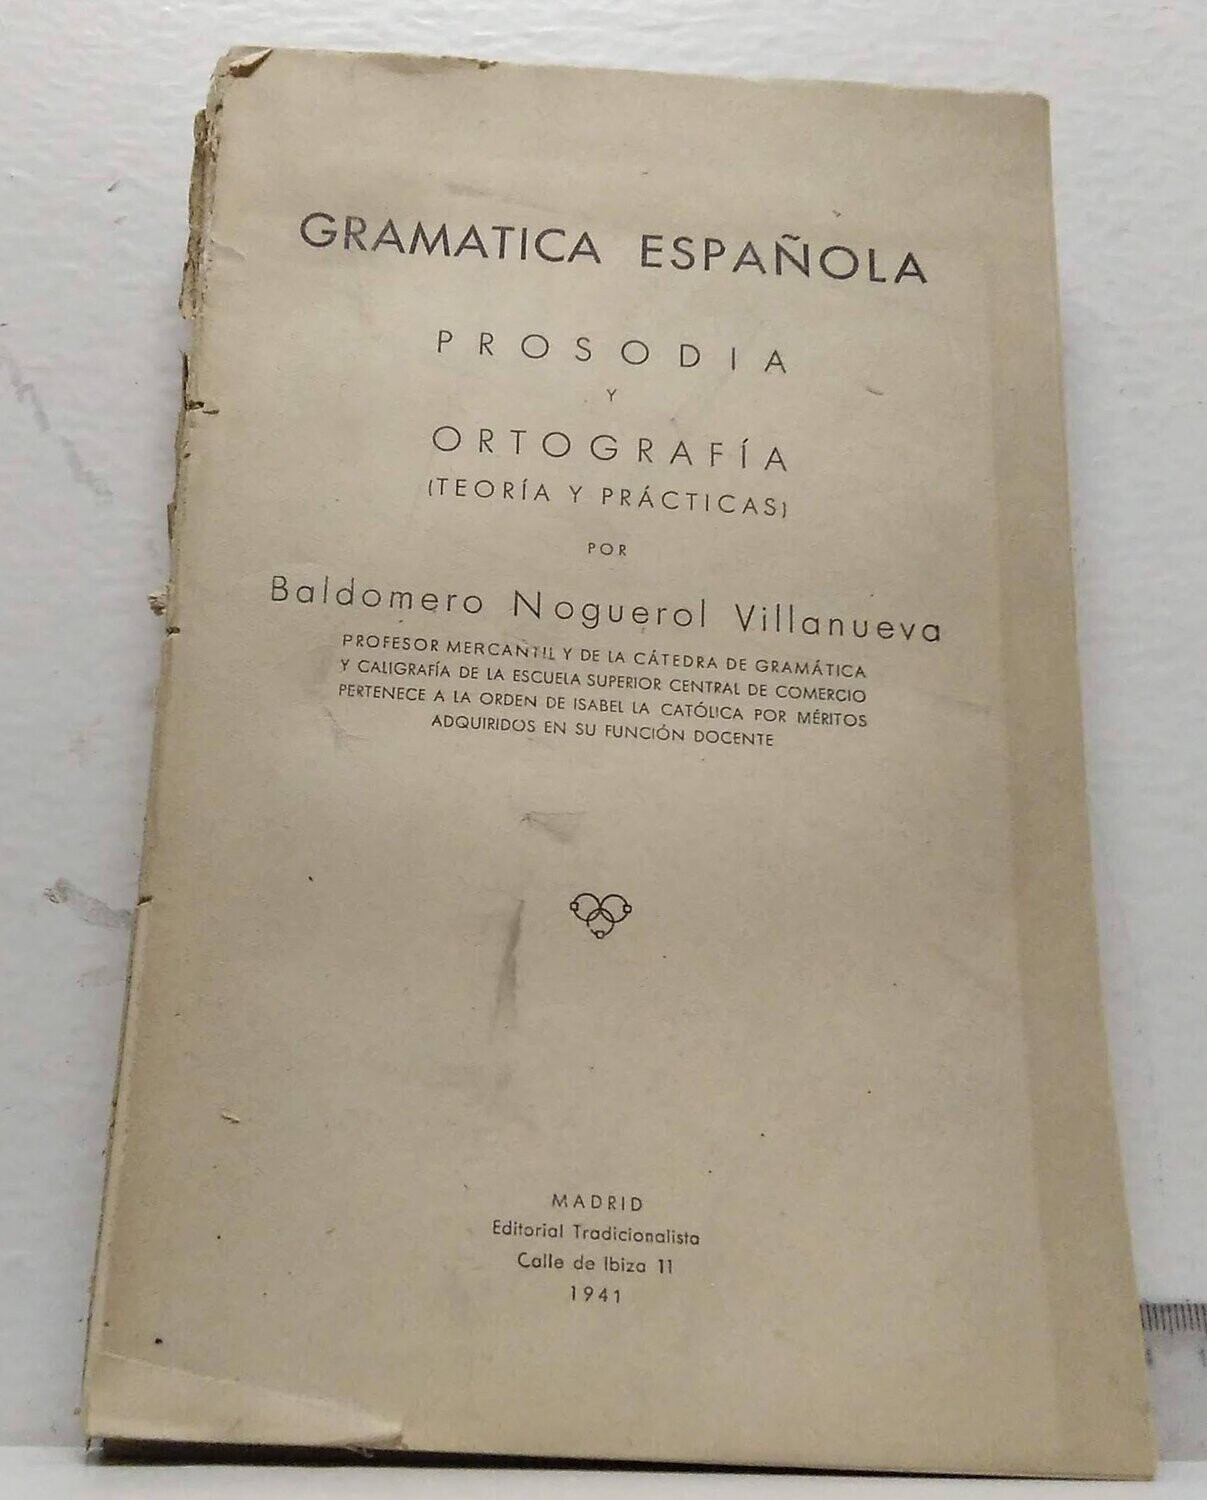 GRAMATICA ESPAÑOLA
PROSODIA
Y
ORTOGRAFÍA
(TEORÍA Y PRÁCTICAS)
POR
Baldomero Noguerol Villanueva
PROFESOR MERCANTIL Y DE LA CÁTEDRA DE GRAMÁTICA
Y CALIGRAFÍA DE LA ESCUELA SUPERIOR CENTRAL DE COMERCIO
PERTENECE A LA ORDEN DE ISABEL LA CATÓLICA POR MÉRITOS
ADQUIRIDOS EN SU FUNCIÓN DOCENTE
MADRID
Editorial Tradicionalista
Calle de Ibiza 11
1941